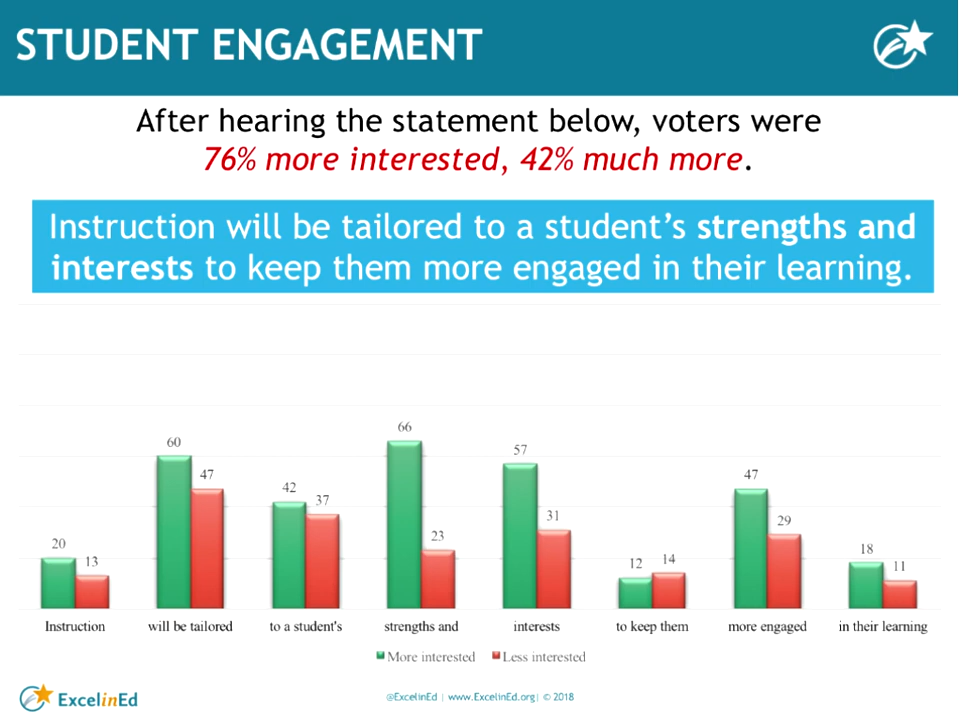 STUDENT ENGAGEMENT
After hearing the statement below, voters were
76% more interested, 42% much more.
Instruction will be tailored to a student’s strengths and
interests to keep them more engaged in their learning.
20 13 60 47 42 37 66 23 57 31 12 14 47 29 18 11
Instruction will be tailored to a student's strengths and interests to keep them more engaged in their learning
More interested Less interested
ExcelinEd
@ExcelinEd | www.ExcelinEd.org| © 2018